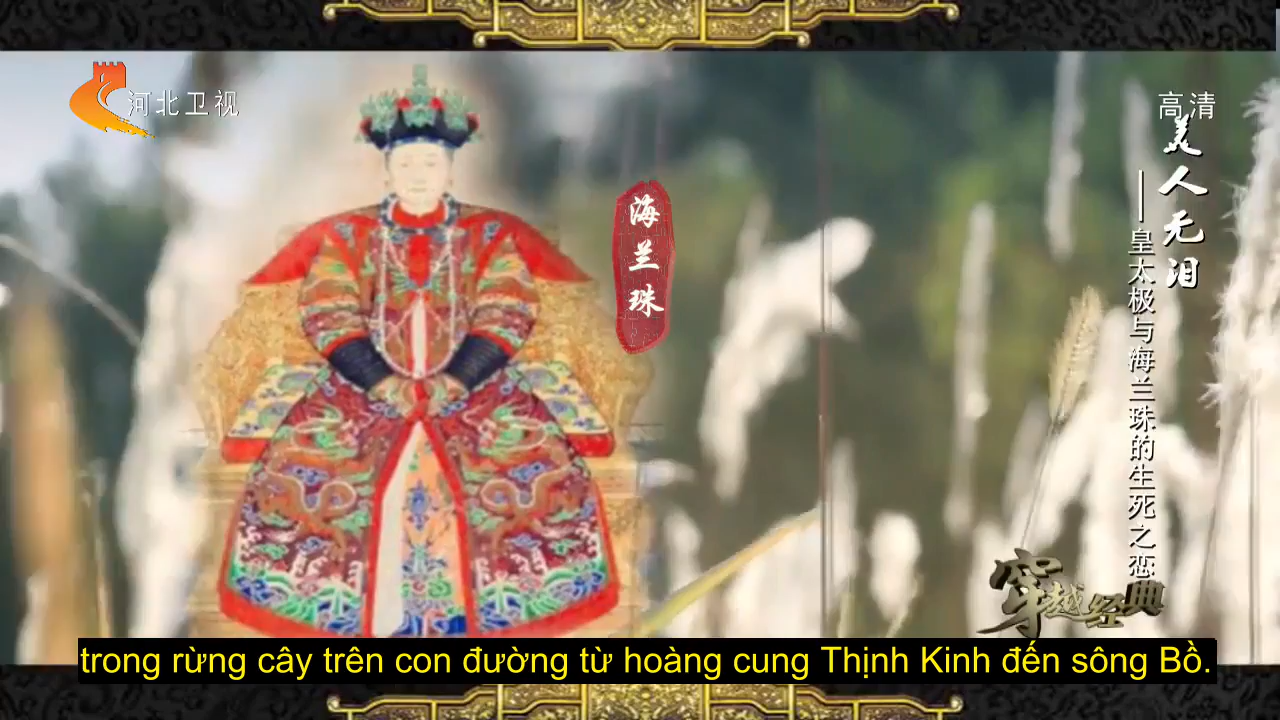 河北卫视
高清
美人无泪
——皇太极与海兰珠的生死之恋
海兰珠
穿越经典
trong rừng cây trên con đường từ hoàng cung Thịnh Kinh đến sông Bồ.